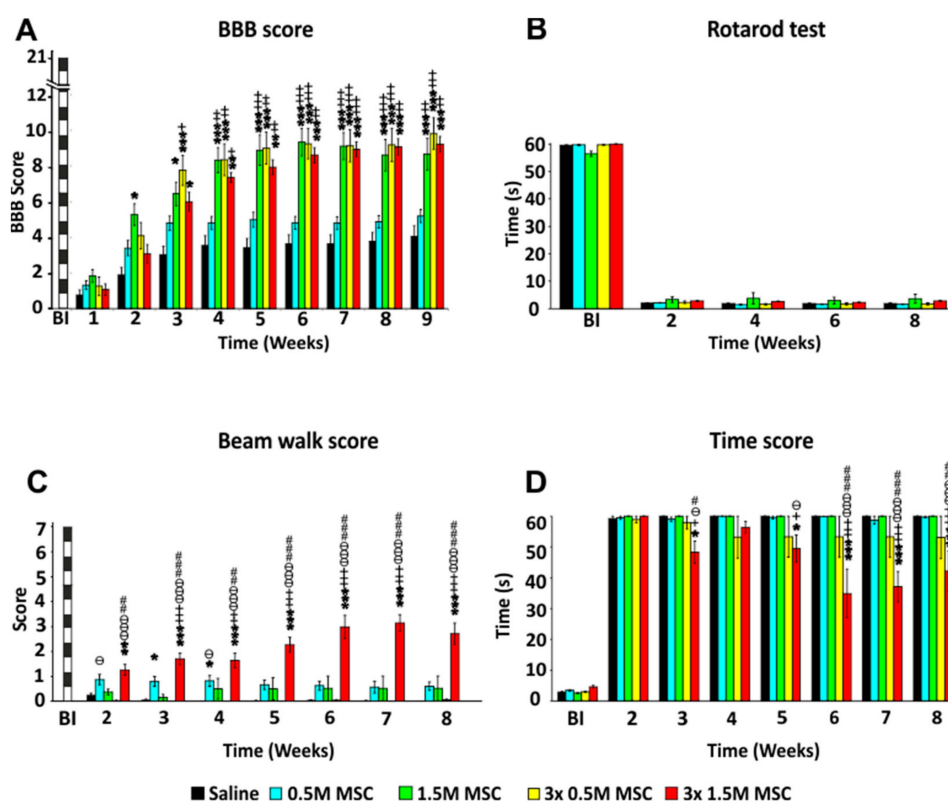 A
BBB score
21
12
10
8
6
4
2
0
BBB Score
BI 1 2 3 4 5 6 7 8 9
Time (Weeks)
* * *** + * *** ++ *** ++ ** + *** +++ *** +++ *** + *** +++ *** +++ *** +++ *** +++ *** +++ *** +++ *** +++ *** +++ *** +++ *** +++ *** +++ *** +++
B
Rotarod test
60
50
40
30
20
10
0
Time (s)
BI 2 4 6 8
Time (Weeks)
C
Beam walk score
7
6
5
4
3
2
1
0
Score
BI 2 3 4 5 6 7 8
Time (Weeks)
D
Time score
60
50
40
30
20
10
0
Time (s)
BI 2 3 4 5 6 7 8
Time (Weeks)
Saline 0.5M MSC 1.5M MSC 3x 0.5M MSC 3x 1.5M MSC